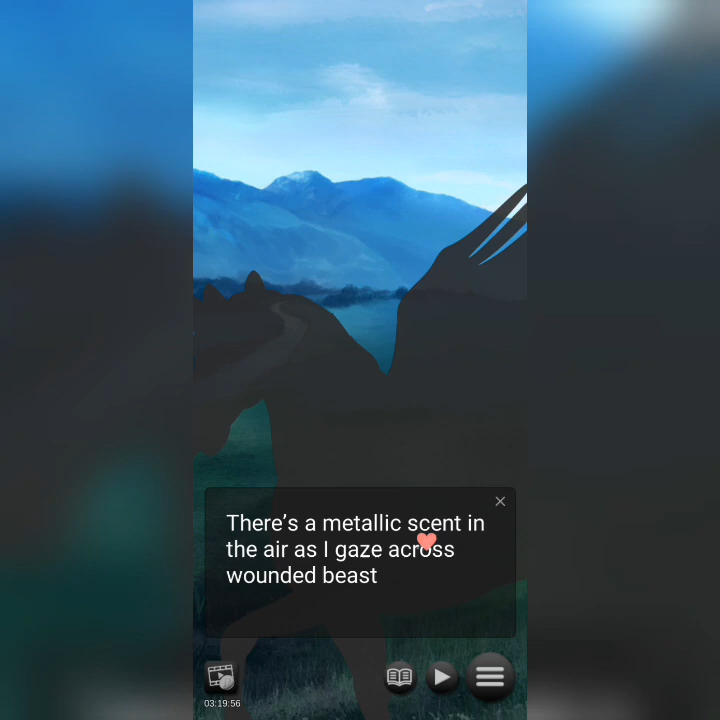 There’s a metallic scent in
the air as I gaze across
wounded beast
03:19:56